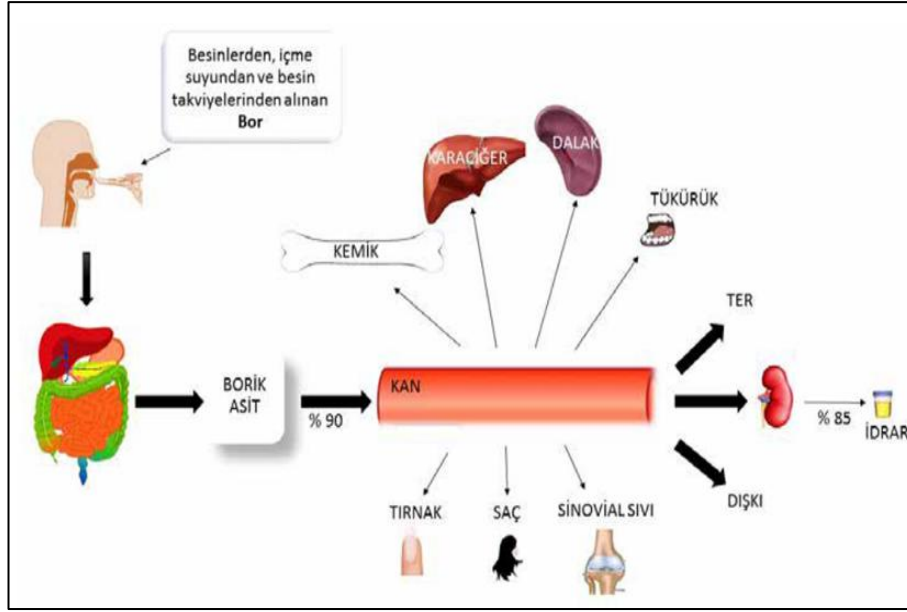 Besinlerden, içme
suyundan ve besin
takviyelerinden alınan
Bor
KARACİĞER
DALAK
TÜKÜRÜK
KEMİK
TER
BORİK
ASİT
% 90
KAN
% 85
İDRAR
TIRNAK
SAÇ
SİNOVİAL SIVI
DIŞKI